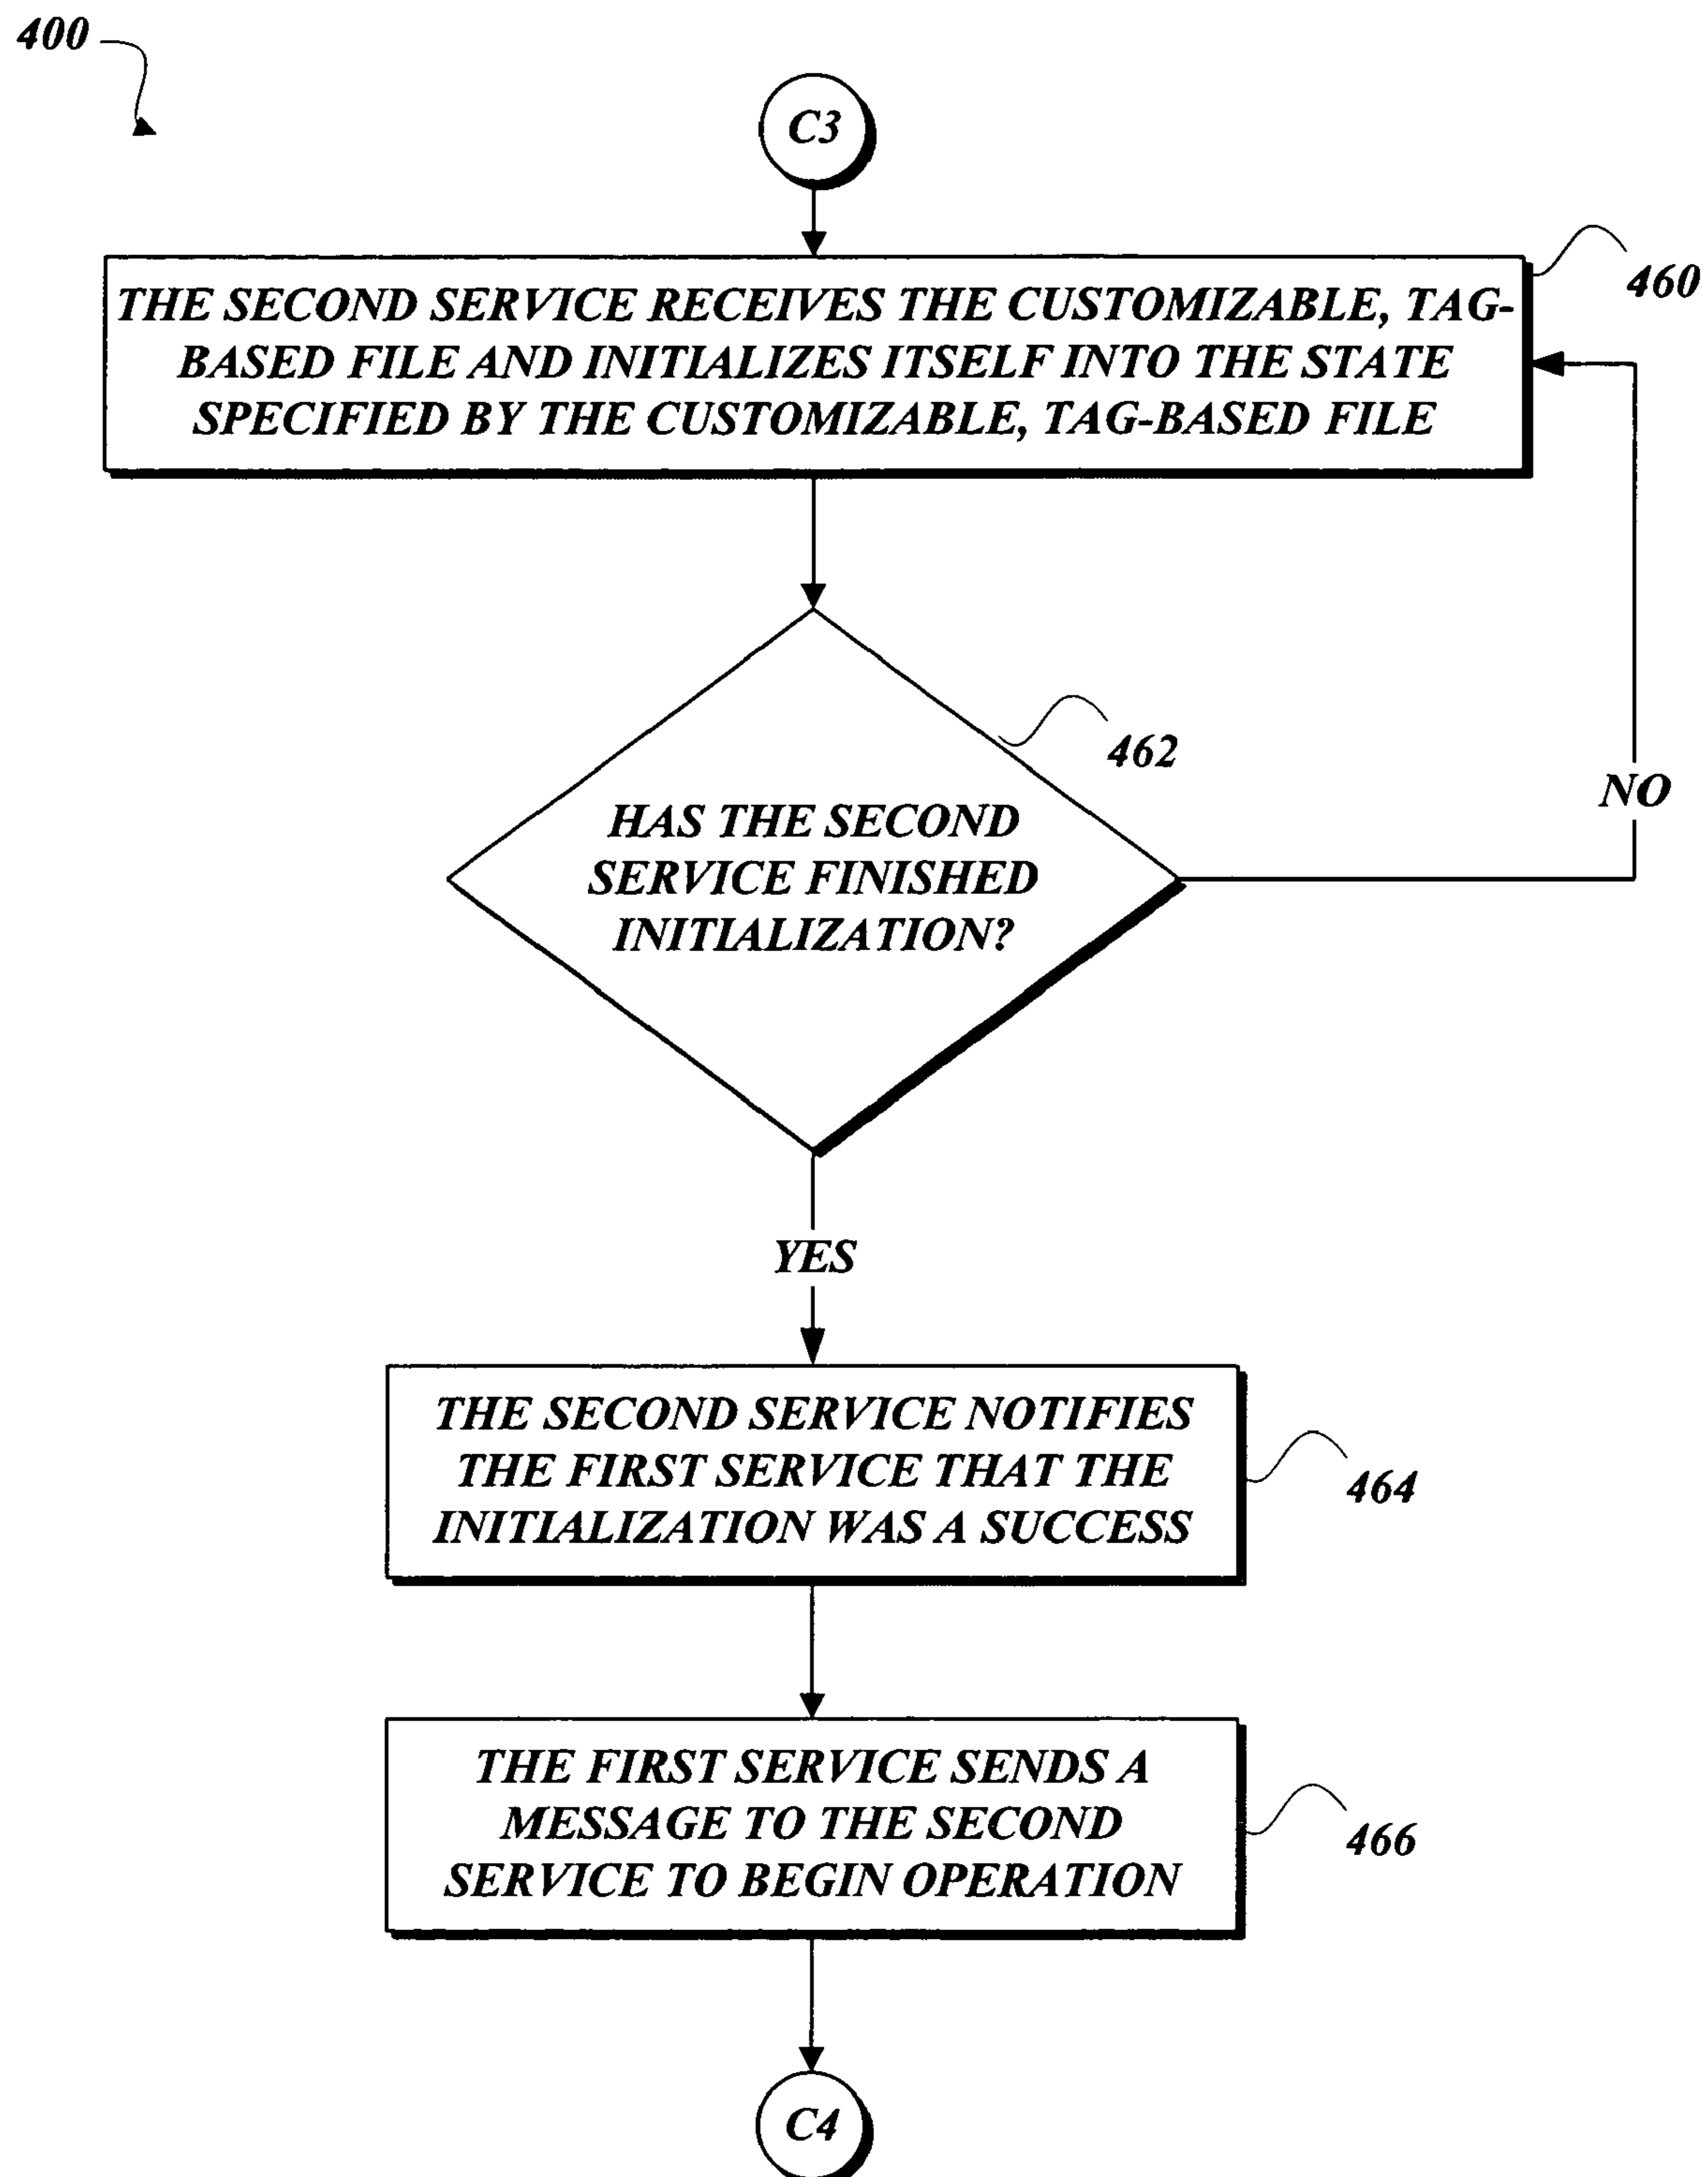 400
C3
THE SECOND SERVICE RECEIVES THE CUSTOMIZABLE, TAG-
BASED FILE AND INITIALIZES ITSELF INTO THE STATE
SPECIFIED BY THE CUSTOMIZABLE, TAG-BASED FILE
460
HAS THE SECOND
SERVICE FINISHED
INITIALIZATION?
462
NO
YES
THE SECOND SERVICE NOTIFIES
THE FIRST SERVICE THAT THE
INITIALIZATION WAS A SUCCESS
464
THE FIRST SERVICE SENDS A
MESSAGE TO THE SECOND
SERVICE TO BEGIN OPERATION
466
C4